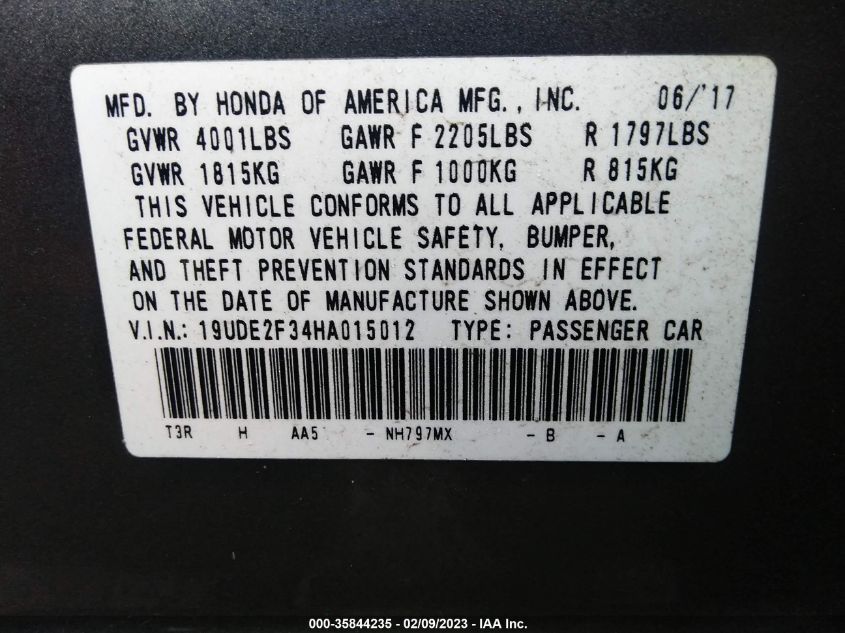 MFD. BY HONDA OF AMERICA MFG., INC. 06/'17
GVWR 4001LBS GAWR F 2205LBS R 1797LBS
GVWR 1815KG GAWR F 1000KG R 815KG
THIS VEHICLE CONFORMS TO ALL APPLICABLE
FEDERAL MOTOR VEHICLE SAFETY, BUMPER,
AND THEFT PREVENTION STANDARDS IN EFFECT
ON THE DATE OF MANUFACTURE SHOWN ABOVE.
V.I.N.: 19UDE2F34HA015012 TYPE: PASSENGER CAR
T3R H AA5 - NH797MX - B - A
000-35844235 - 02/09/2023 - IAA Inc.